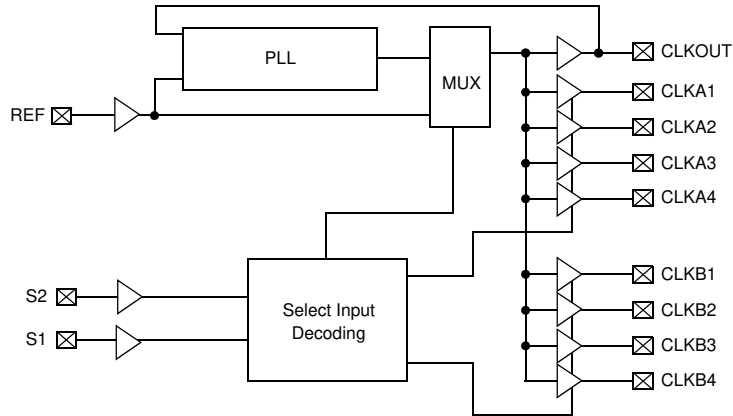 PLL
MUX
REF
CLKOUT
CLKA1
CLKA2
CLKA3
CLKA4
S2
S1
Select Input
Decoding
CLKB1
CLKB2
CLKB3
CLKB4